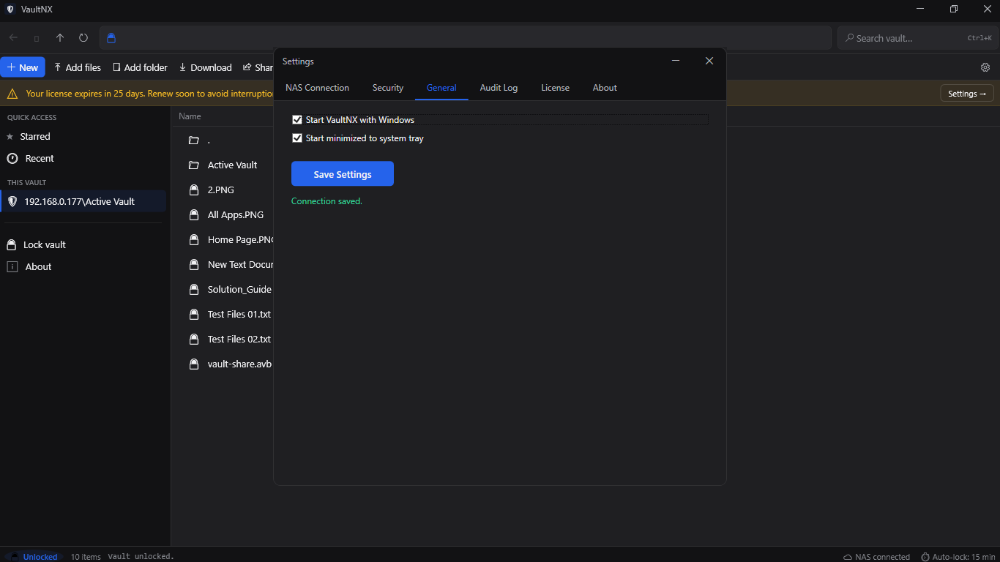 VaultNX
Search vault...
Ctrl+K
New
Add files
Add folder
Download
Shar
Your license expires in 25 days. Renew soon to avoid interruptio
Settings →
QUICK ACCESS
Starred
Recent
THIS VAULT
192.168.0.177\Active Vault
Lock vault
About
Name
.
Active Vault
2.PNG
All Apps.PNG
Home Page.PNG
New Text Docum
Solution_Guide
Test Files 01.txt
Test Files 02.txt
vault-share.avb
Settings
NAS Connection
Security
General
Audit Log
License
About
Start VaultNX with Windows
Start minimized to system tray
Save Settings
Connection saved.
Unlocked
10 items
Vault unlocked.
NAS connected
Auto-lock: 15 min